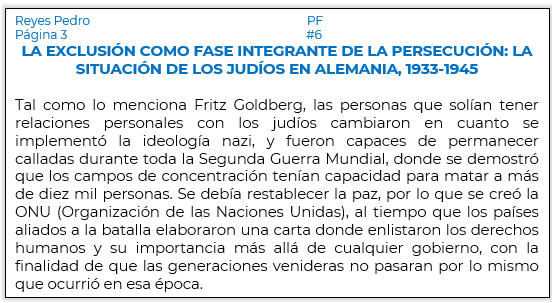 Reyes Pedro PF
Página 3 #6
LA EXCLUSIÓN COMO FASE INTEGRANTE DE LA PERSECUCIÓN: LA
SITUACIÓN DE LOS JUDÍOS EN ALEMANIA, 1933-1945
Tal como lo menciona Fritz Goldberg, las personas que solían tener
relaciones personales con los judíos cambiaron en cuanto se
implementó la ideología nazi, y fueron capaces de permanecer
calladas durante toda la Segunda Guerra Mundial, donde se demostró
que los campos de concentración tenían capacidad para matar a más
de diez mil personas. Se debía restablecer la paz, por lo que se creó la
ONU (Organización de las Naciones Unidas), al tiempo que los países
aliados a la batalla elaboraron una carta donde enlistaron los derechos
humanos y su importancia más allá de cualquier gobierno, con la
finalidad de que las generaciones venideras no pasaran por lo mismo
que ocurrió en esa época.